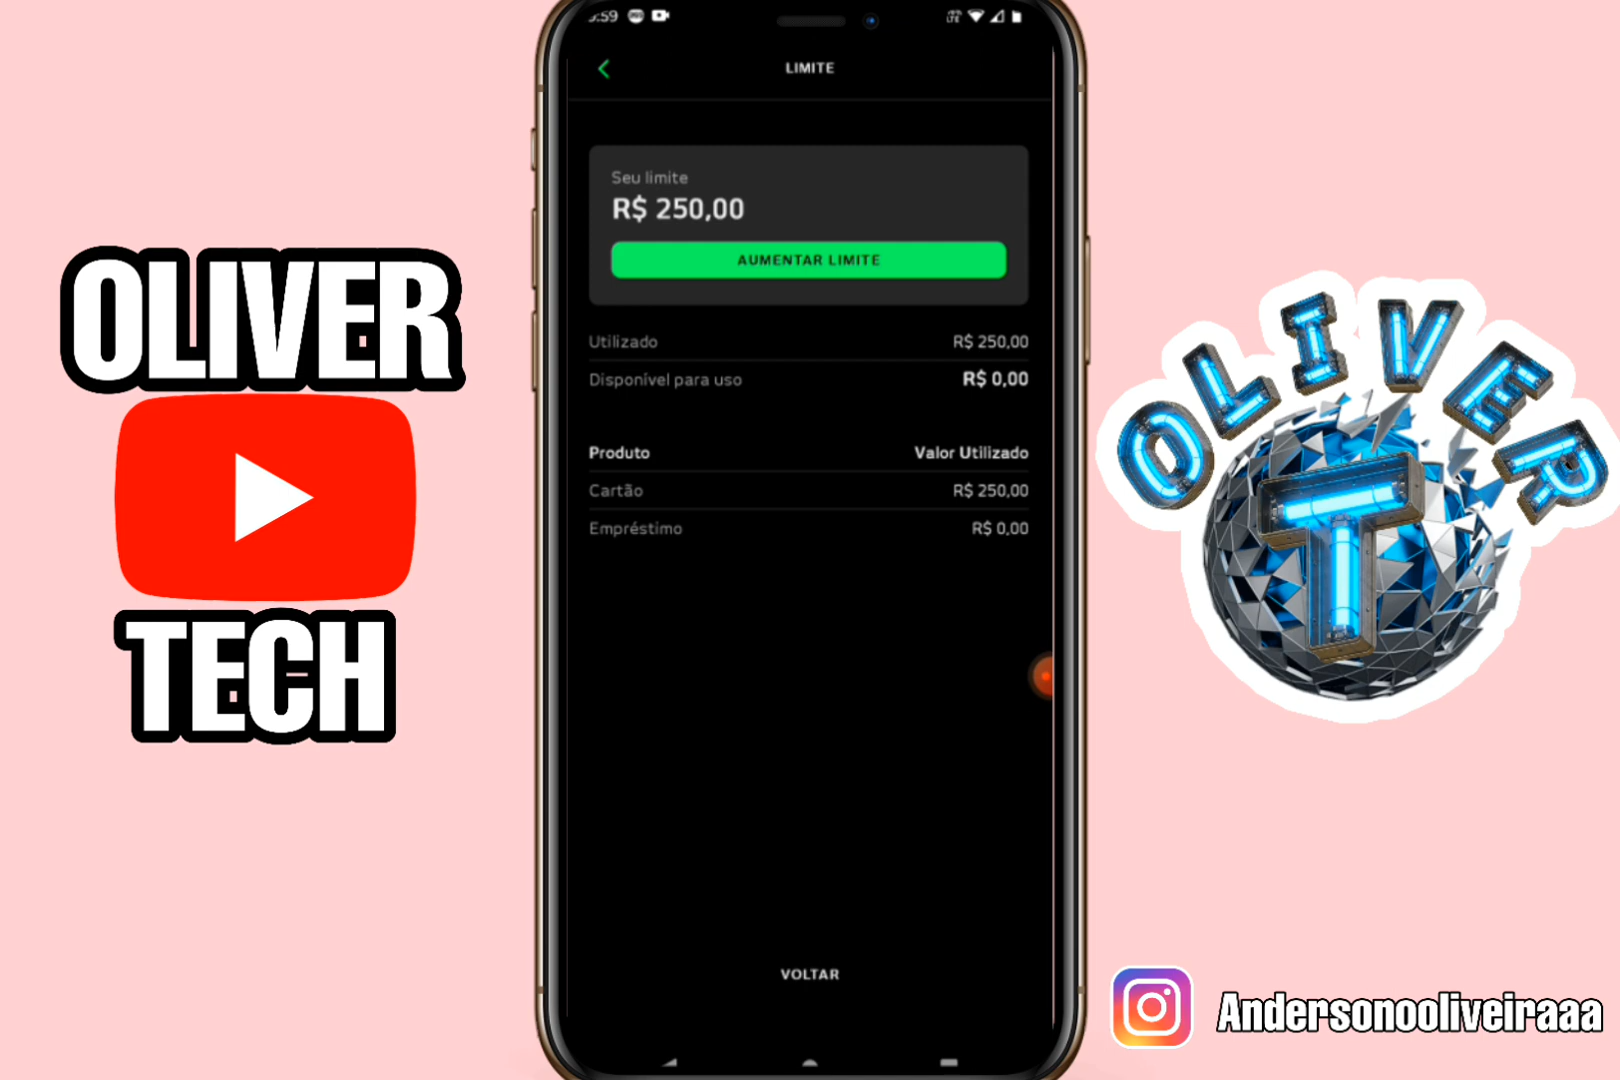 OLIVER
TECH
:59
LIMITE
Seu limite
R$ 250,00
AUMENTAR LIMITE
Utilizado R$ 250,00
Disponível para uso R$ 0,00
Produto Valor Utilizado
Cartão R$ 250,00
Empréstimo R$ 0,00
VOLTAR
OLIVER
T
Andersonooliveiraaa